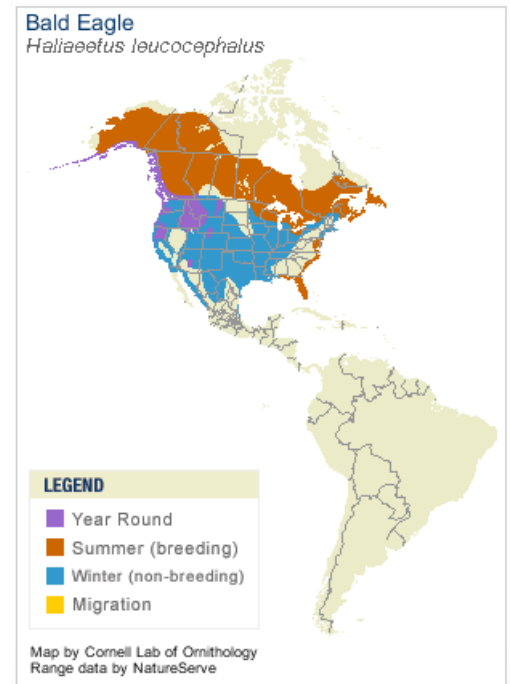 Bald Eagle
Haliaeetus leucocephalus
LEGEND
Year Round
Summer (breeding)
Winter (non-breeding)
Migration
Map by Cornell Lab of Ornithology
Range data by NatureServe